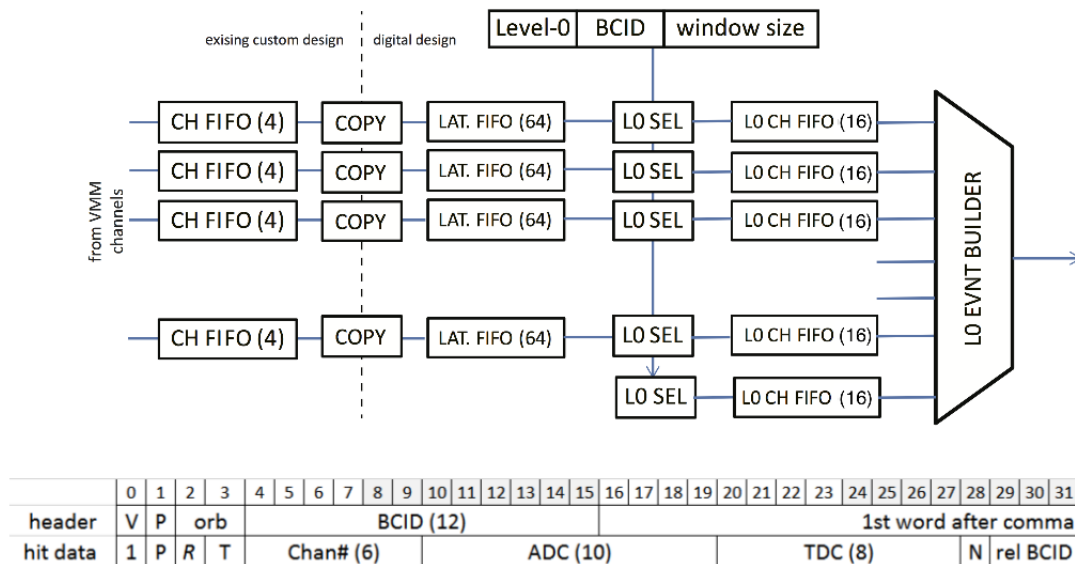 Level-0 BCID window size
exising custom design digital design
from VMM channels
CH FIFO (4) COPY LAT. FIFO (64) L0 SEL L0 CH FIFO (16)
CH FIFO (4) COPY LAT. FIFO (64) L0 SEL L0 CH FIFO (16)
CH FIFO (4) COPY LAT. FIFO (64) L0 SEL L0 CH FIFO (16)
CH FIFO (4) COPY LAT. FIFO (64) L0 SEL L0 CH FIFO (16)
L0 SEL L0 CH FIFO (16)
L0 EVNT BUILDER
0 1 2 3 4 5 6 7 8 9 10 11 12 13 14 15 16 17 18 19 20 21 22 23 24 25 26 27 28 29 30 31
header V P orb BCID (12) 1st word after comma
hit data 1 P R T Chan# (6) ADC (10) TDC (8) N rel BCID